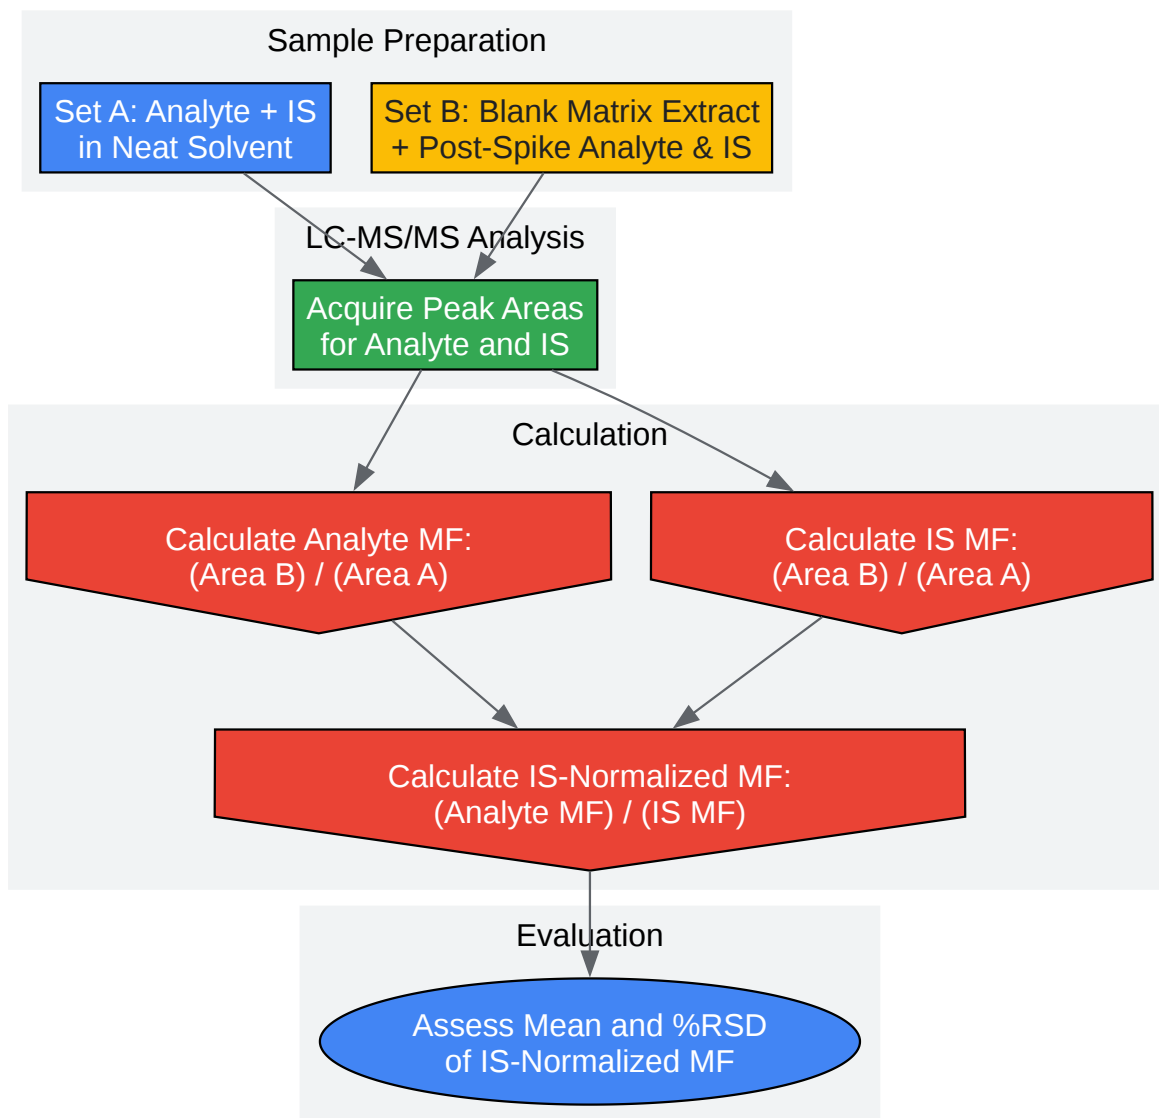 Sample Preparation
Set A: Analyte + IS
in Neat Solvent
Set B: Blank Matrix Extract
+ Post-Spike Analyte & IS
LC-MS/MS Analysis
Acquire Peak Areas
for Analyte and IS
Calculation
Calculate Analyte MF:
(Area B) / (Area A)
Calculate IS MF:
(Area B) / (Area A)
Calculate IS-Normalized MF:
(Analyte MF) / (IS MF)
Evaluation
Assess Mean and %RSD
of IS-Normalized MF